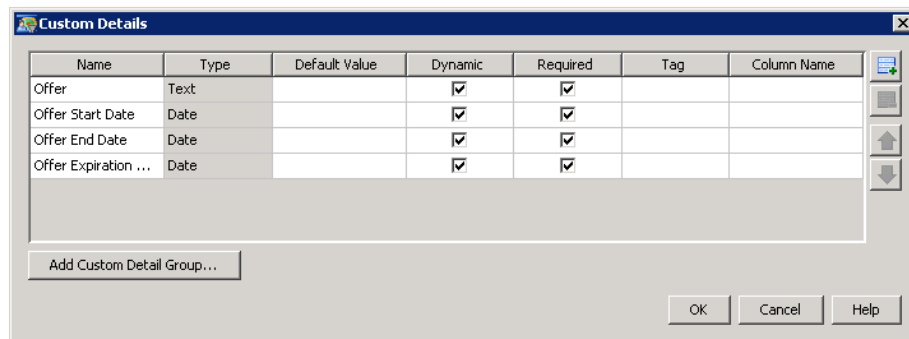 Custom Details
Name Type Default Value Dynamic Required Tag Column Name
Offer Text
Offer Start Date Date
Offer End Date Date
Offer Expiration ... Date
Add Custom Detail Group...
OK Cancel Help